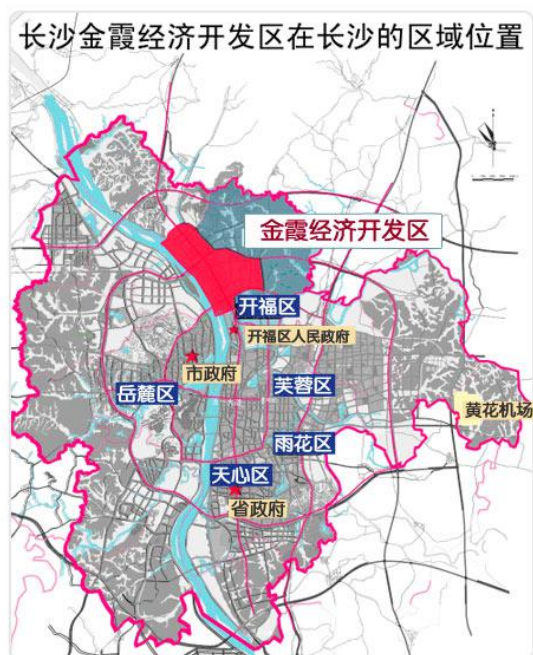 长沙金霞经济开发区在长沙的区域位置
金霞经济开发区
开福区
开福区人民政府
市政府
岳麓区
芙蓉区
黄花机场
雨花区
天心区
省政府